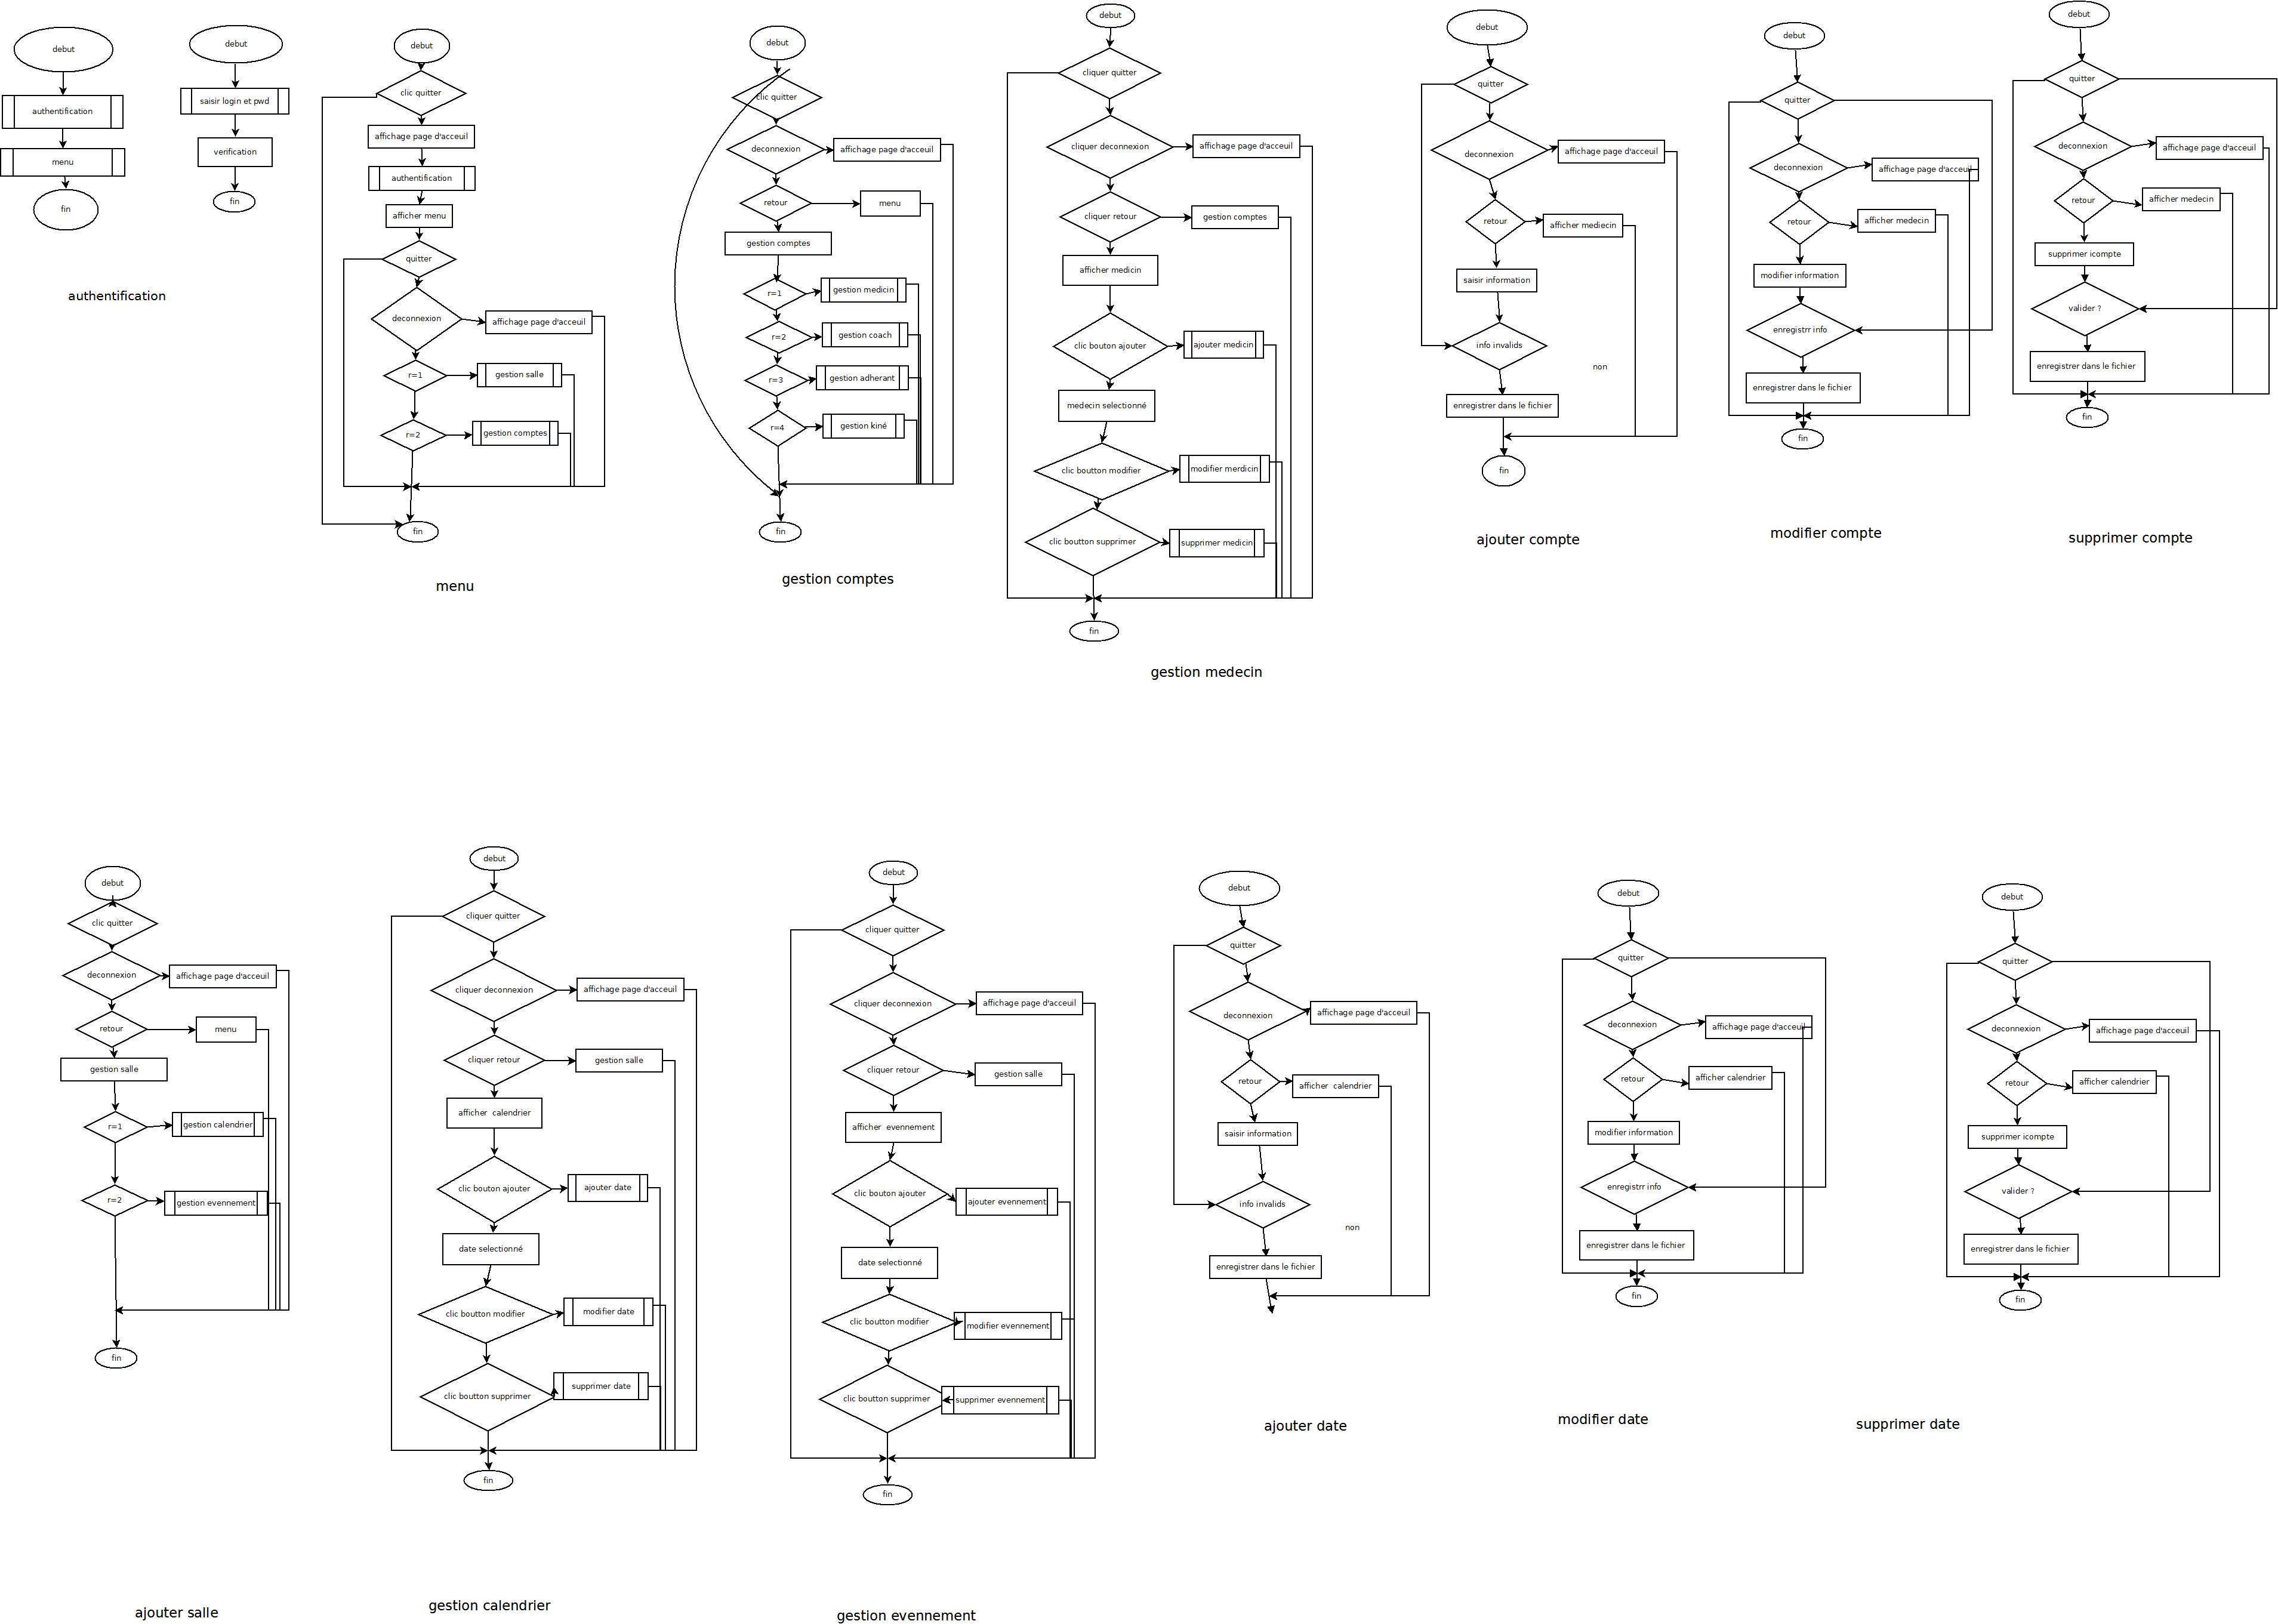 debut
authentification
menu
fin
debut
saisir login et pwd
verification
fin
authentification
debut
clic quitter
affichage page d'acceuil
authentification
afficher menu
quitter
deconnexion
affichage page d'acceuil
r=1
gestion salle
r=2
gestion comptes
fin
menu
debut
clic quitter
deconnexion
affichage page d'acceuil
retour
menu
gestion comptes
r=1
gestion medicin
r=2
gestion coach
r=3
gestion adherant
r=4
gestion kiné
fin
gestion comptes
debut
cliquer quitter
cliquer deconnexion
affichage page d'acceuil
cliquer retour
gestion comptes
afficher medicin
clic bouton ajouter
ajouter medicin
medecin selectionné
clic boutton modifier
modifier merdicin
clic boutton supprimer
supprimer medicin
fin
gestion medecin
debut
quitter
deconnexion
affichage page d'acceuil
retour
afficher mediecin
saisir information
info invalids
non
enregistrer dans le fichier
fin
ajouter compte
debut
quitter
deconnexion
affichage page d'acceuil
retour
afficher medecin
modifier information
enregistrr info
enregistrer dans le fichier
fin
modifier compte
debut
quitter
deconnexion
affichage page d'acceuil
retour
afficher medecin
supprimer icompte
valider ?
enregistrer dans le fichier
fin
supprimer compte
debut
clic quitter
deconnexion
affichage page d'acceuil
retour
menu
gestion salle
r=1
gestion calendrier
r=2
gestion evennement
fin
ajouter salle
debut
cliquer quitter
cliquer deconnexion
affichage page d'acceuil
cliquer retour
gestion salle
afficher calendrier
clic bouton ajouter
ajouter date
date selectionné
clic boutton modifier
modifier date
clic boutton supprimer
supprimer date
fin
gestion calendrier
debut
cliquer quitter
cliquer deconnexion
affichage page d'acceuil
cliquer retour
gestion salle
afficher evennement
clic bouton ajouter
ajouter evennement
date selectionné
clic boutton modifier
modifier evennement
clic boutton supprimer
supprimer evennement
fin
gestion evennement
debut
quitter
deconnexion
affichage page d'acceuil
retour
afficher calendrier
saisir information
info invalids
non
enregistrer dans le fichier
ajouter date
debut
quitter
deconnexion
affichage page d'acceuil
retour
afficher calendrier
modifier information
enregistrr info
enregistrer dans le fichier
fin
modifier date
debut
quitter
deconnexion
affichage page d'acceuil
retour
afficher calendrier
supprimer icompte
valider ?
enregistrer dans le fichier
fin
supprimer date